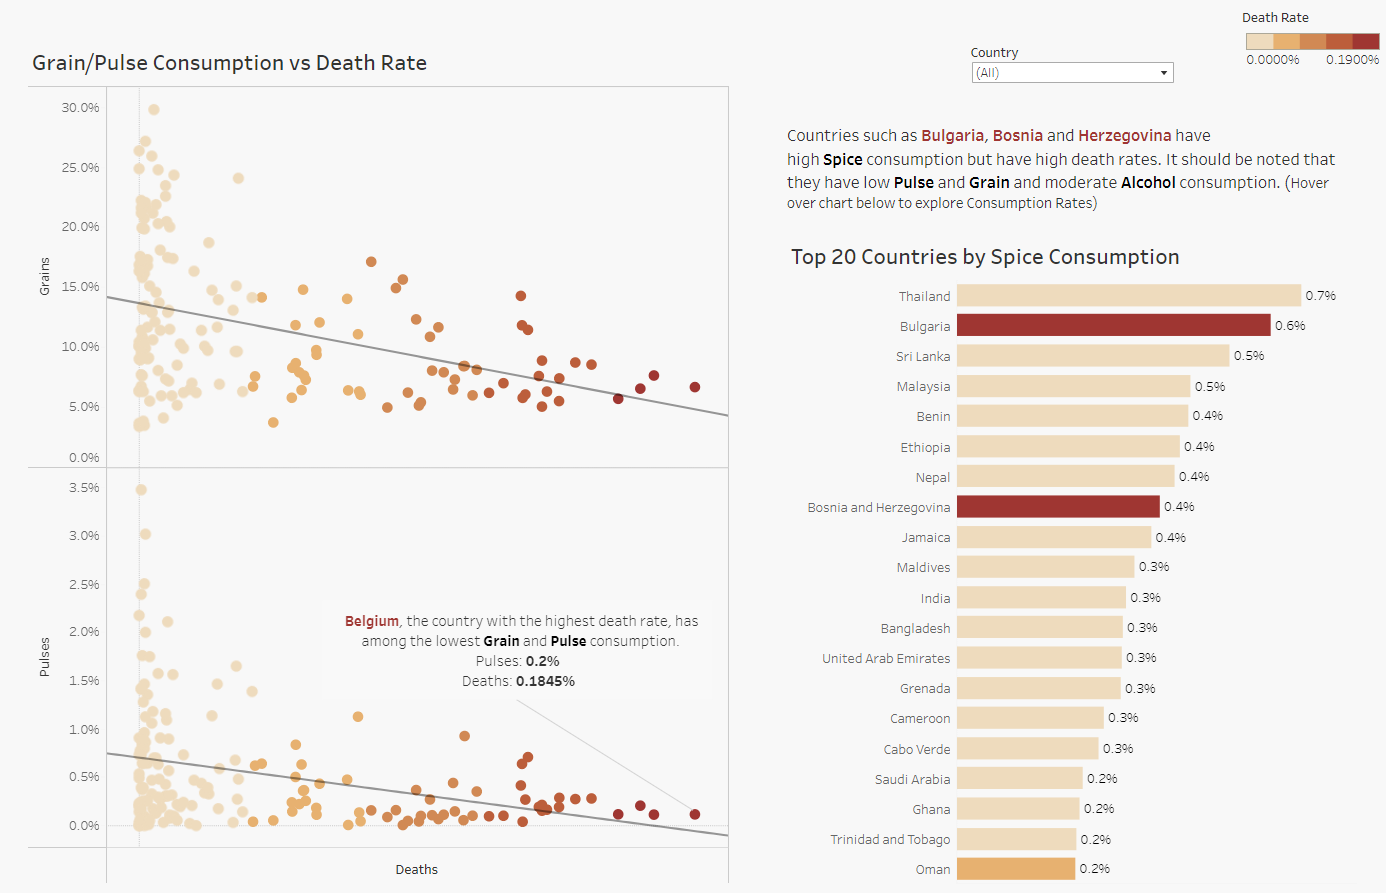 Death Rate
0.0000% 0.1900%
Country
(All)
Grain/Pulse Consumption vs Death Rate
30.0%
25.0%
20.0%
15.0%
10.0%
5.0%
0.0%
Grains
3.5%
3.0%
2.5%
2.0%
1.5%
1.0%
0.5%
0.0%
Pulses
Belgium, the country with the highest death rate, has
among the lowest Grain and Pulse consumption.
Pulses: 0.2%
Deaths: 0.1845%
Deaths
Countries such as Bulgaria, Bosnia and Herzegovina have
high Spice consumption but have high death rates. It should be noted that
they have low Pulse and Grain and moderate Alcohol consumption. (Hover
over chart below to explore Consumption Rates)
Top 20 Countries by Spice Consumption
Thailand 0.7%
Bulgaria 0.6%
Sri Lanka 0.5%
Malaysia 0.5%
Benin 0.4%
Ethiopia 0.4%
Nepal 0.4%
Bosnia and Herzegovina 0.4%
Jamaica 0.4%
Maldives 0.3%
India 0.3%
Bangladesh 0.3%
United Arab Emirates 0.3%
Grenada 0.3%
Cameroon 0.3%
Cabo Verde 0.3%
Saudi Arabia 0.2%
Ghana 0.2%
Trinidad and Tobago 0.2%
Oman 0.2%